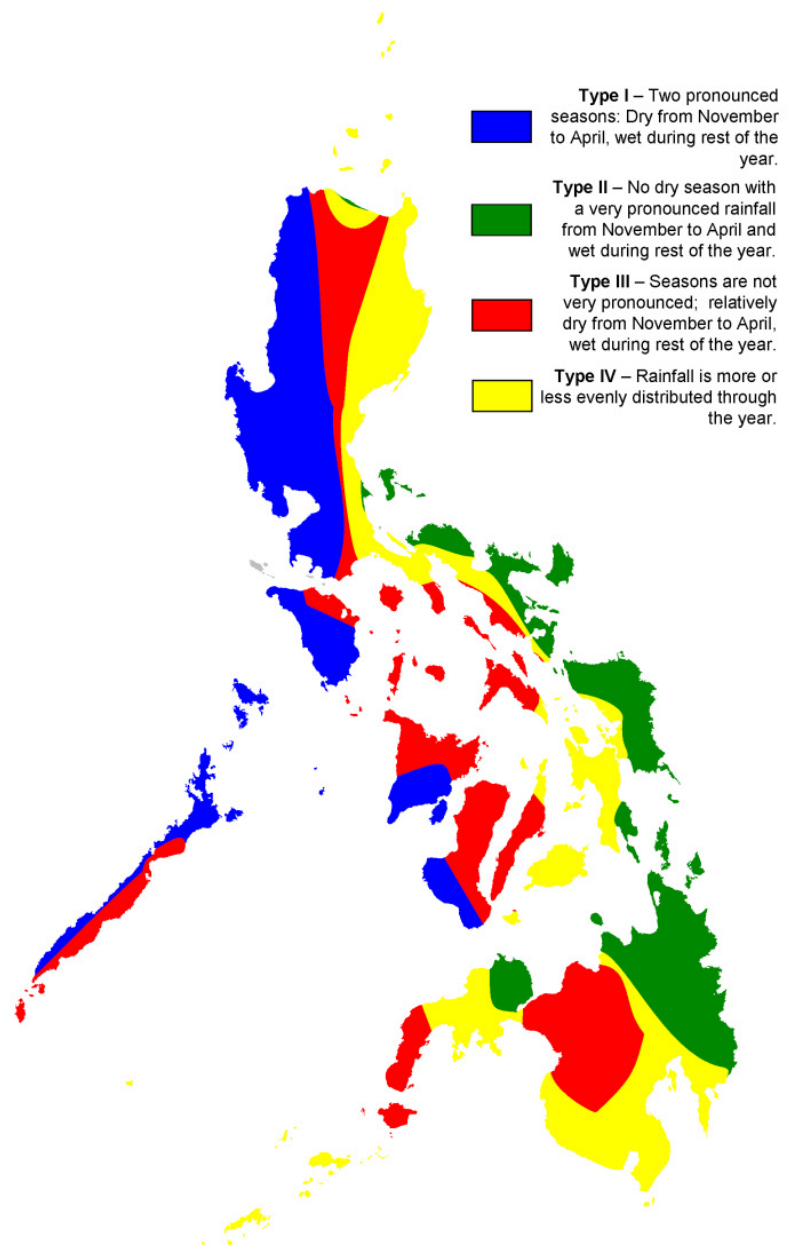 Type I – Two pronounced
seasons: Dry from November
to April, wet during rest of the
year.
Type II – No dry season with
a very pronounced rainfall
from November to April and
wet during rest of the year.
Type III – Seasons are not
very pronounced; relatively
dry from November to April,
wet during rest of the year.
Type IV – Rainfall is more or
less evenly distributed through
the year.